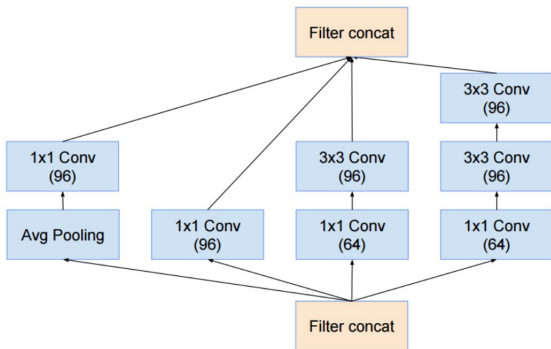 Filter concat
3x3 Conv
(96)
1x1 Conv
(96)
3x3 Conv
(96)
3x3 Conv
(96)
Avg Pooling
1x1 Conv
(96)
1x1 Conv
(64)
1x1 Conv
(64)
Filter concat